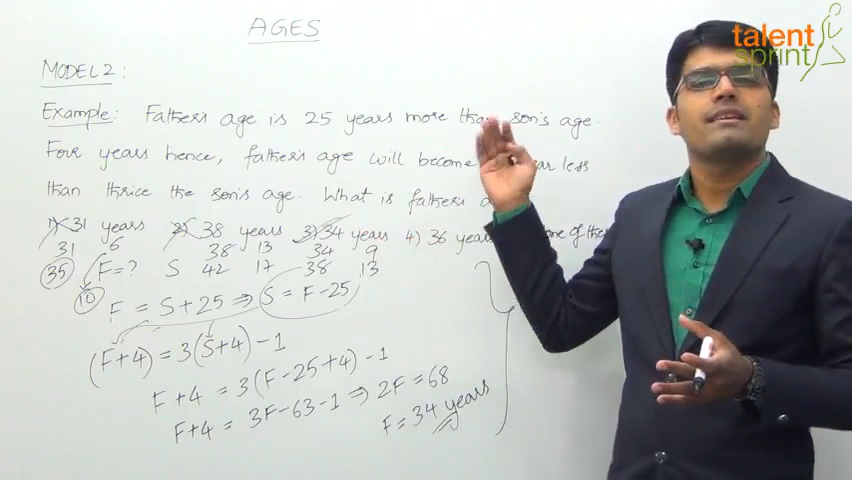 AGES
talent
sprint
MODEL 2 :
Example: Father's age is 25 years more than son's age.
Four years hence, father's age will become less
than thrice the son's age. What is father's
1) 31 years 2) 38 years 3) 34 years 4) 36 years of the
31 6 38 13 34 9
35 F = ? S 42 17 38 13
10 F = S + 25 ⇒ S = F - 25
(F+4) = 3(S+4) - 1
F + 4 = 3(F - 25 + 4) - 1
F + 4 = 3F - 63 - 1 ⇒ 2F = 68
F = 34 years